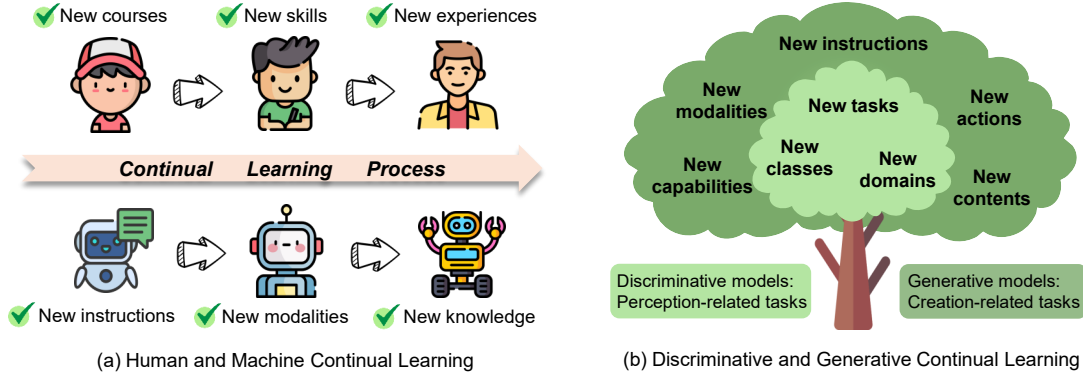 New courses
New skills
New experiences
Continual Learning Process
New instructions
New modalities
New knowledge
(a) Human and Machine Continual Learning
New instructions
New
modalities
New tasks
New
actions
New
classes
New
domains
New
capabilities
New
contents
Discriminative models:
Perception-related tasks
Generative models:
Creation-related tasks
(b) Discriminative and Generative Continual Learning